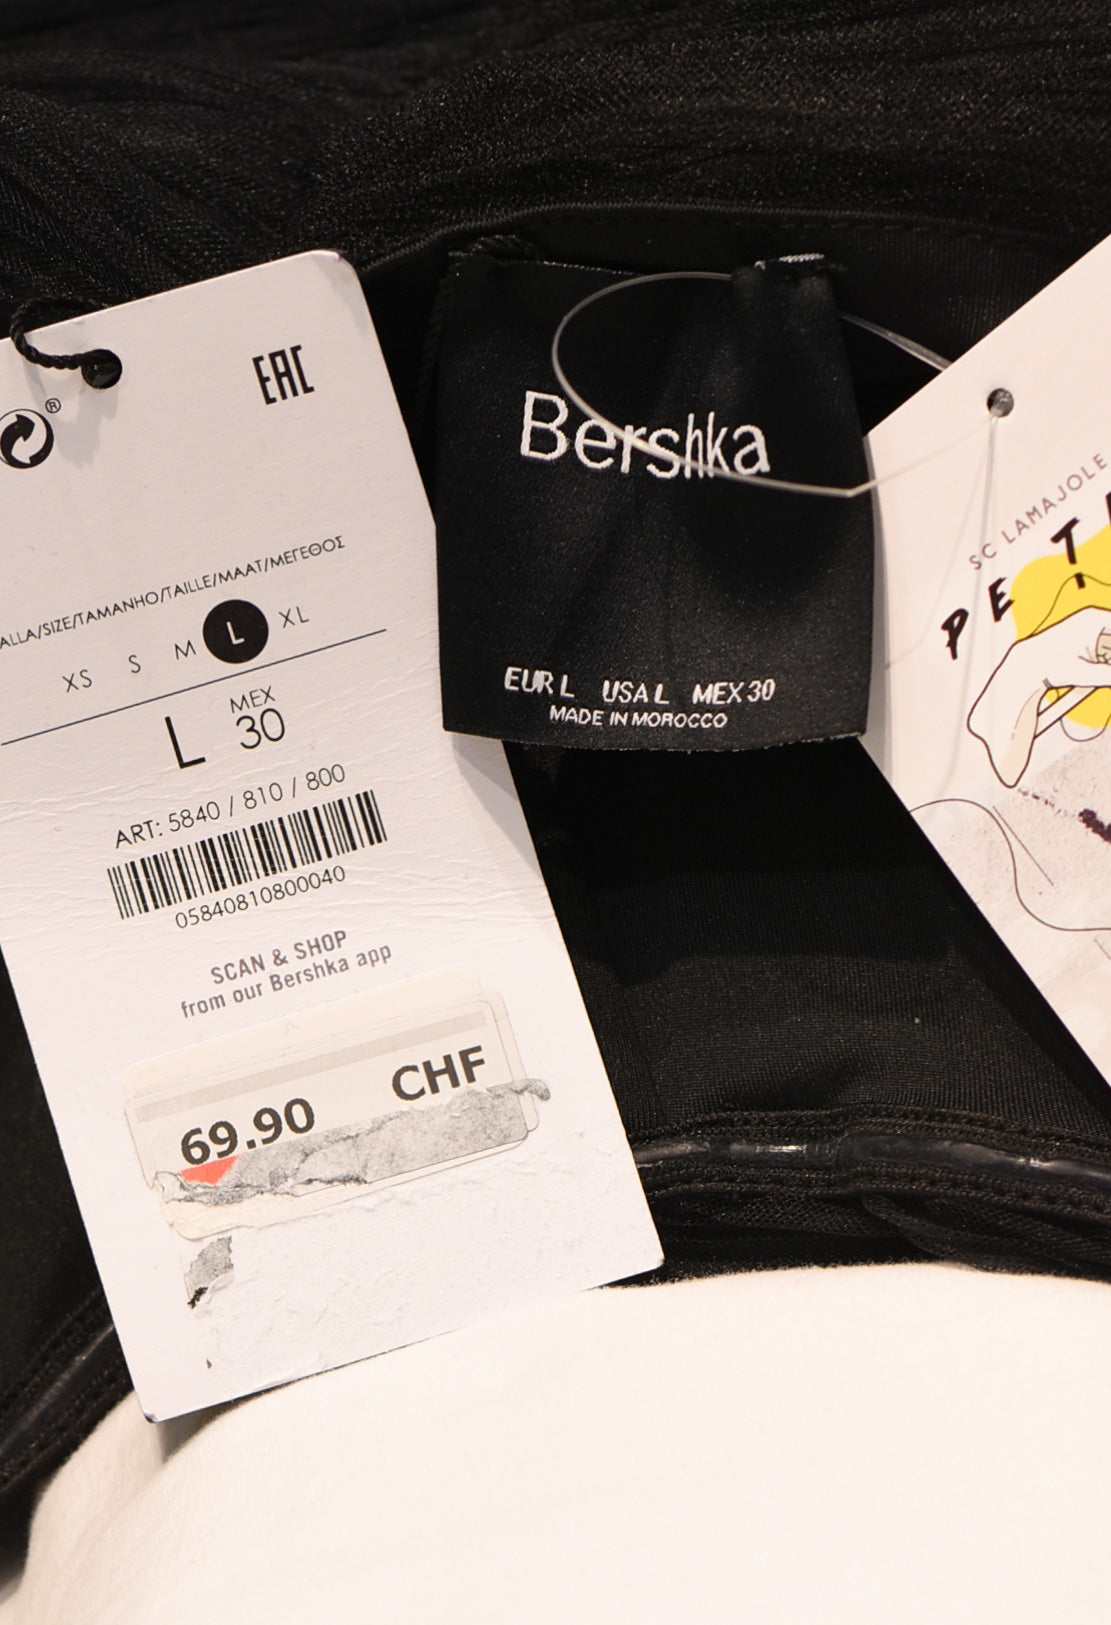 EAC
®
ALLA/SIZE/TAMANHO/TAILLE/MAAT/ΜΕΓΕΘΟΣ
XS S M L XL
MEX
L 30
ART: 5840 / 810 / 800
05840810800040
SCAN & SHOP
from our Bershka app
CHF
69.90
Bershka
EUR L USA L MEX 30
MADE IN MOROCCO
SC LAMAJOLE
PET